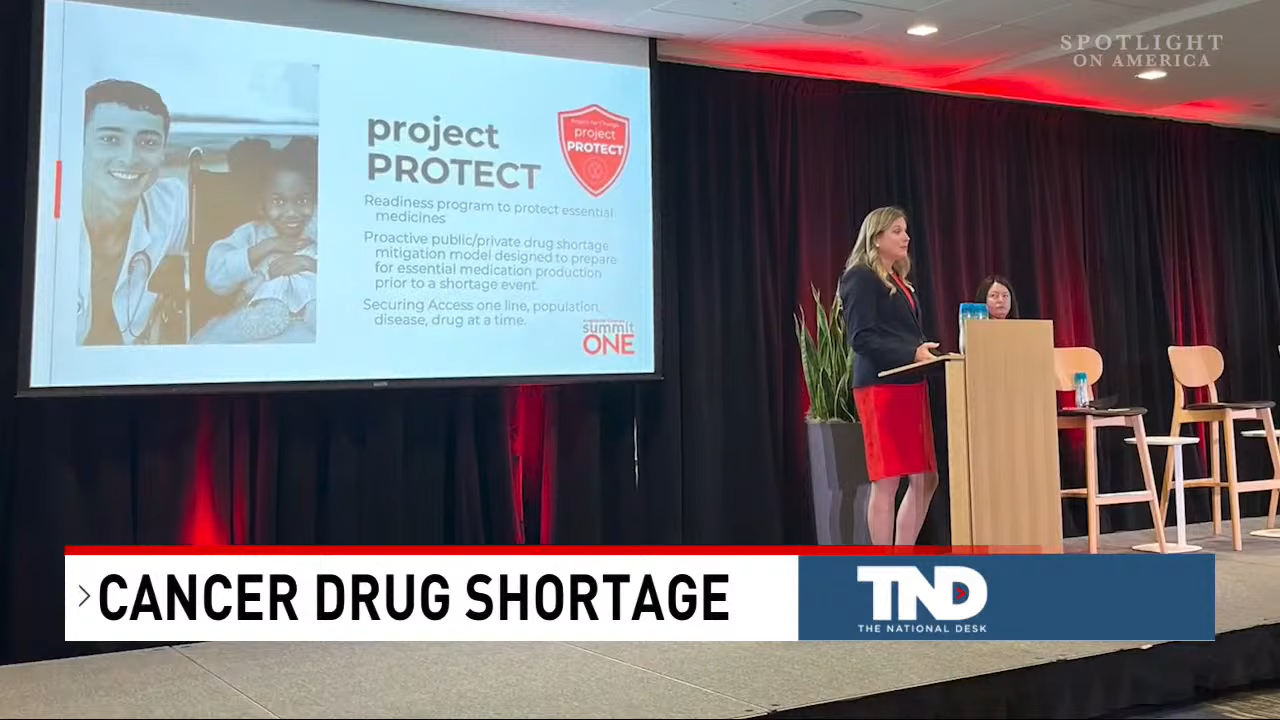 SPOTLIGHT
ON AMERICA
project
PROTECT
project
PROTECT
Readiness program to protect essential
medicines
Proactive public/private drug shortage
mitigation model designed to prepare
for essential medication production
prior to a shortage event.
Securing Access one line, population,
disease, drug at a time.
summit
ONE
CANCER DRUG SHORTAGE
TND
THE NATIONAL DESK